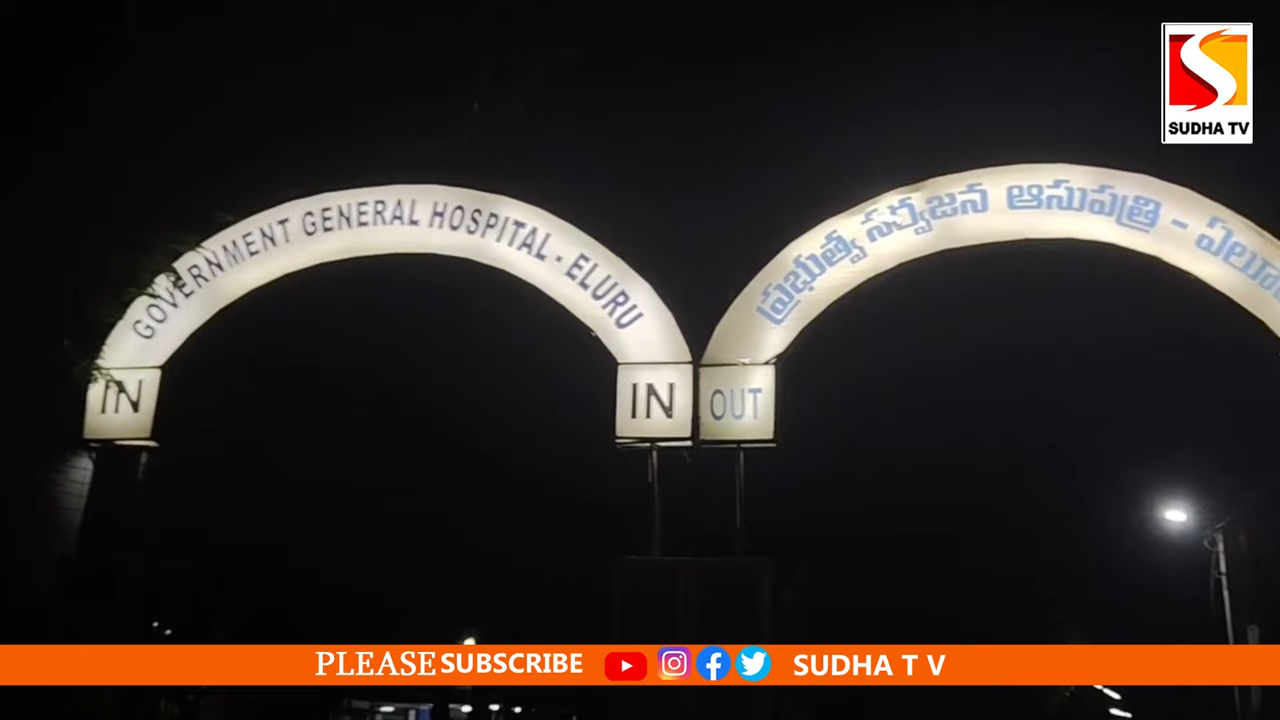 SUDHA TV
GOVERNMENT GENERAL HOSPITAL - ELURU
ప్రభుత్వ సర్వజన ఆసుపత్రి -
IN
IN
OUT
PLEASE SUBSCRIBE
SUDHA T V